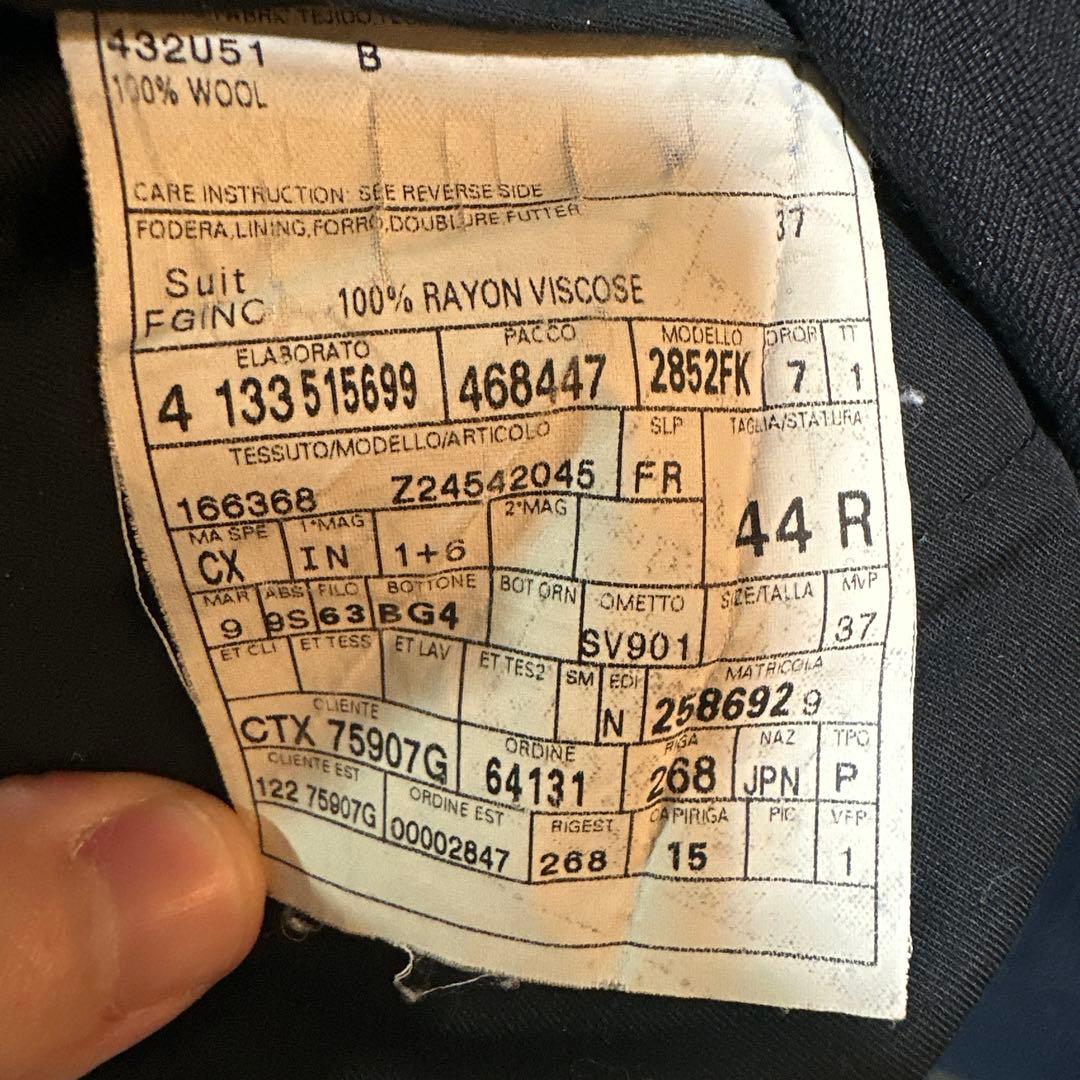 432U51 B
100% WOOL
CARE INSTRUCTION: SEE REVERSE SIDE
FODERA,LINING,FORRO,DOUBLURE,FUTTER
37
Suit
FGINC 100% RAYON VISCOSE
ELABORATO PACCO MODELLO DROP TT
4 133515699 468447 2852FK 7 1
TESSUTO/MODELLO/ARTICOLO SLP TAGLIA/STATURA
166368 Z24542045 FR 44 R
MA SPE 1°MAG 2°MAG
CX IN 1+6
MAR ABS FILO BOTTONE BOT ORN OMETTO SIZE/TALLA MVP
9 9S 63 BG4 SV901 37
ET CLI ET TESS ET LAV ET TES2 SM EDI MATRICOLA
N 258692 9
CLIENTE ORDINE RIGA NAZ TPO
CTX 75907G 64131 268 JPN P
CLIENTE EST ORDINE EST RIGEST CAPIRIGA PIC VFP
122 75907G 00002847 268 15 1